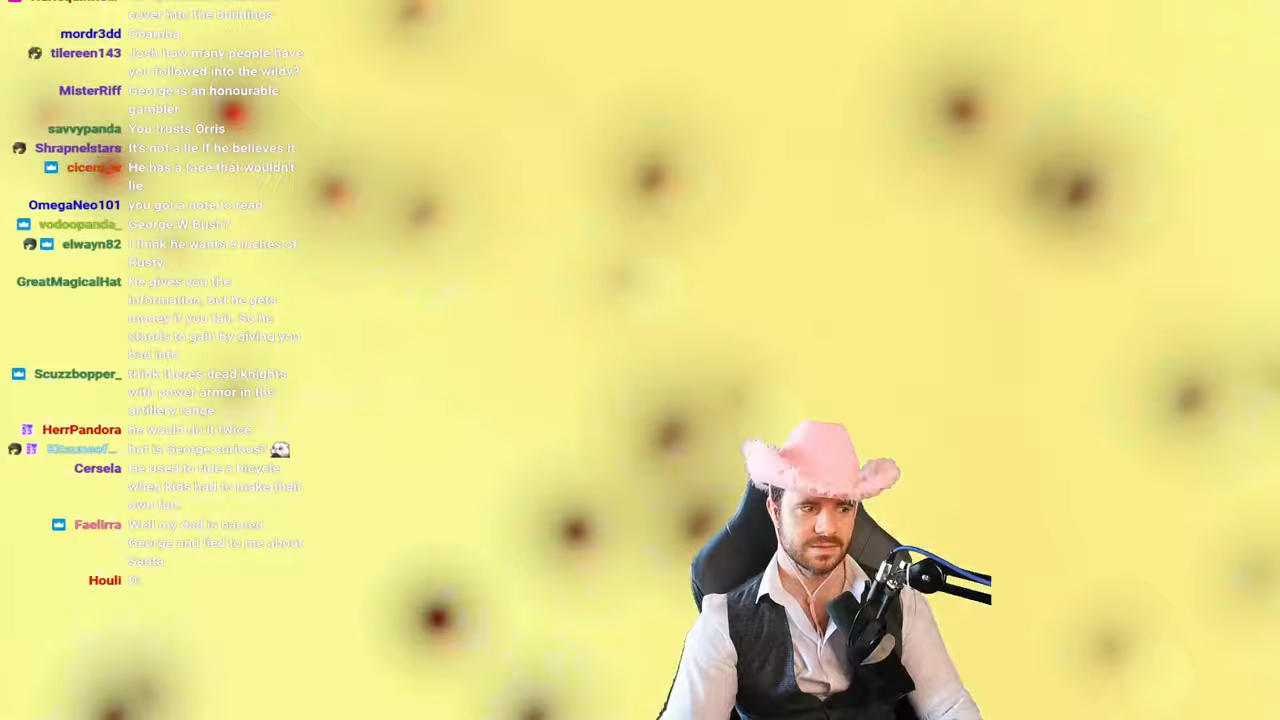 cover into the buildings
mordr3dd Obamba
tilereen143 Josh how many people have
you followed into the wildy?
MisterRiff George is an honourable
gambler
savvypanda You trusts Orris
Shrapnelstars It's not a lie if he believes it
He has a face that wouldn't
lie
OmegaNeo101 you got a note to read
vodoopanda_ George W Bush?
elwayn82 I think he wants 9 inches of
Rusty
GreatMagicalHat He gives you the
information, but he gets
money if you fail. So he
stands to gain by giving you
bad info
Scuzzbopper_ think there's dead knights
with power armor in the
artillery range
HerrPandora he would do it twice
but is George curious?
Cersela He used to ride a bicycle
when kids had to make their
own fun..
Faelirra Well my dad is named
George and lied to me about
Santa
Houli D: